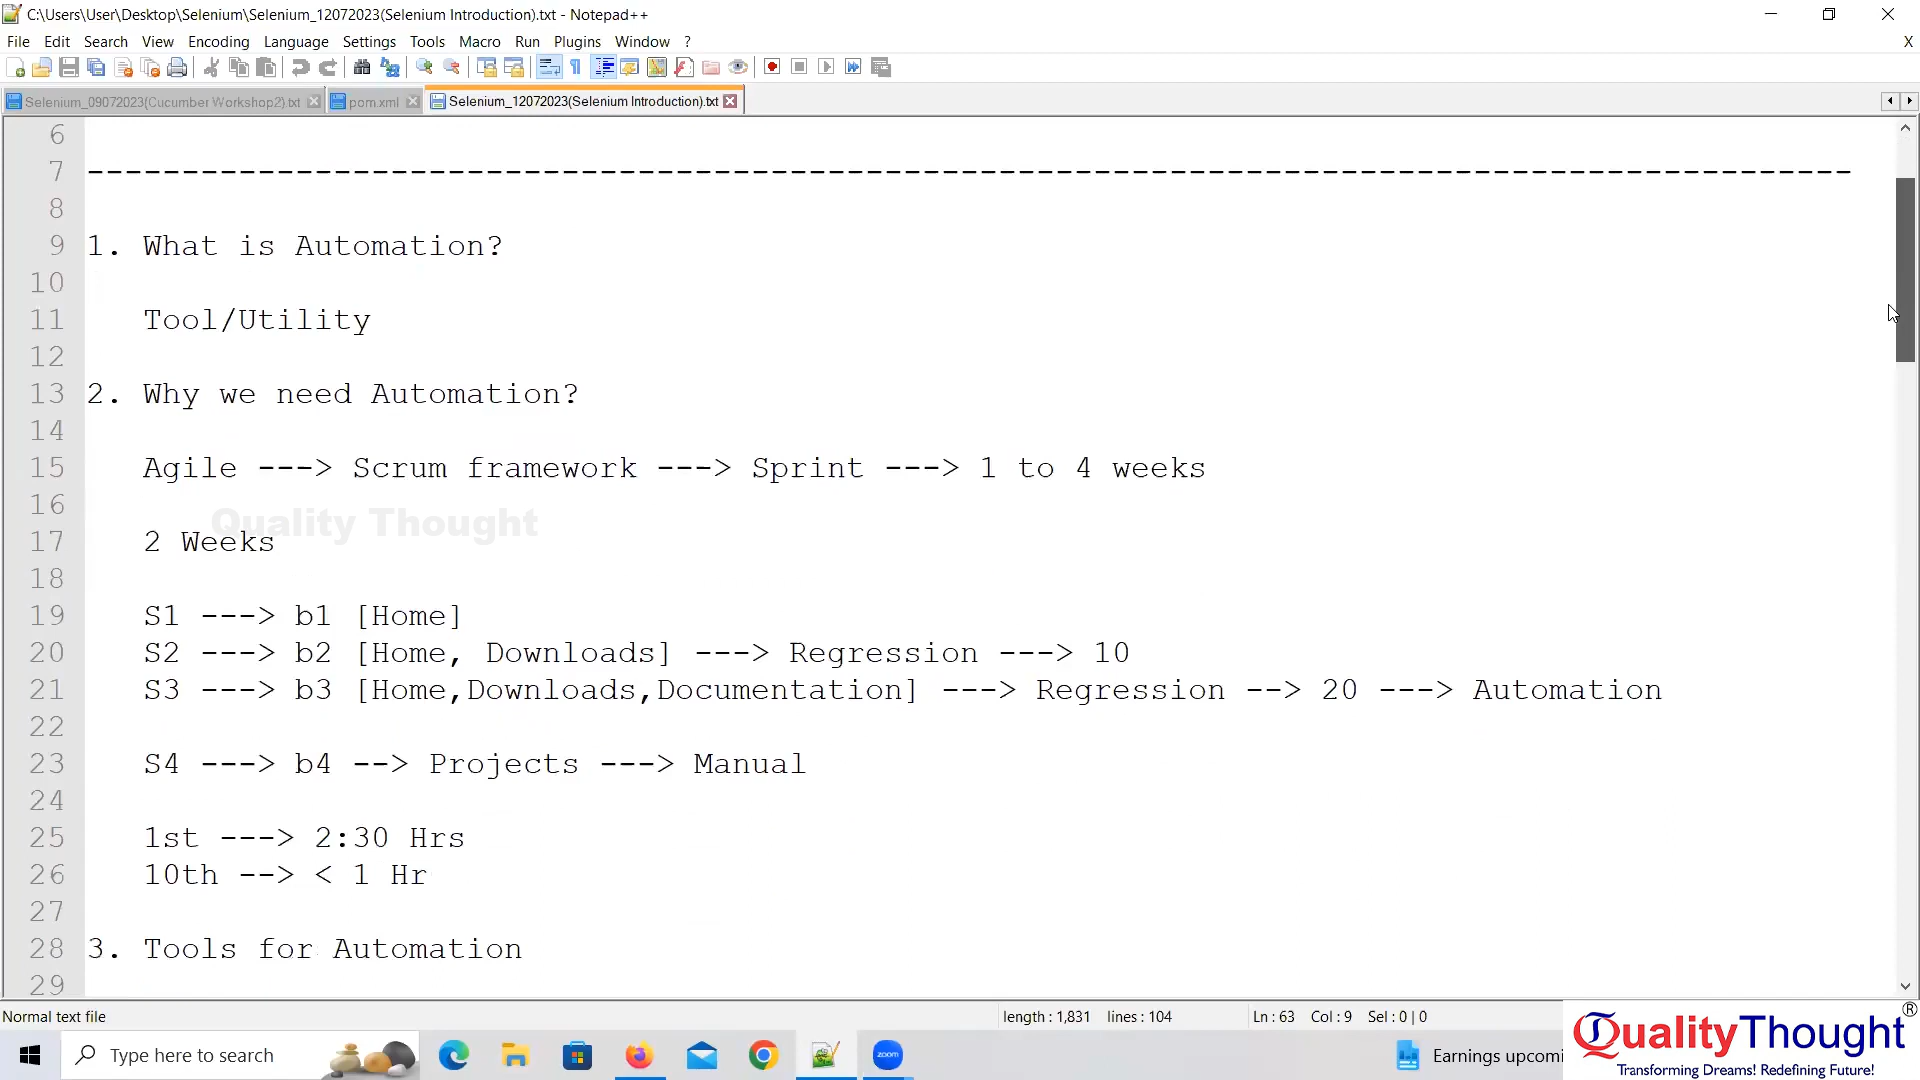 C:\Users\User\Desktop\Selenium\Selenium_12072023(Selenium Introduction).txt - Notepad++
File Edit Search View Encoding Language Settings Tools Macro Run Plugins Window ? X
Selenium_09072023(Cucumber Workshop2).txt pom.xml Selenium_12072023(Selenium Introduction).txt
6
7 ---------------------------------------------------------------------------------------------
8
9 1. What is Automation?
10
11 Tool/Utility
12
13 2. Why we need Automation?
14
15 Agile ---> Scrum framework ---> Sprint ---> 1 to 4 weeks
16
Quality Thought
17 2 Weeks
18
19 S1 ---> b1 [Home]
20 S2 ---> b2 [Home, Downloads] ---> Regression ---> 10
21 S3 ---> b3 [Home,Downloads,Documentation] ---> Regression --> 20 ---> Automation
22
23 S4 ---> b4 --> Projects ---> Manual
24
25 1st ---> 2:30 Hrs
26 10th --> < 1 Hr
27
28 3. Tools for Automation
29
Normal text file length : 1,831 lines : 104 Ln : 63 Col : 9 Sel : 0 | 0
Type here to search zoom Earnings upcomi
QualityThought ®
Transforming Dreams! Redefining Future!